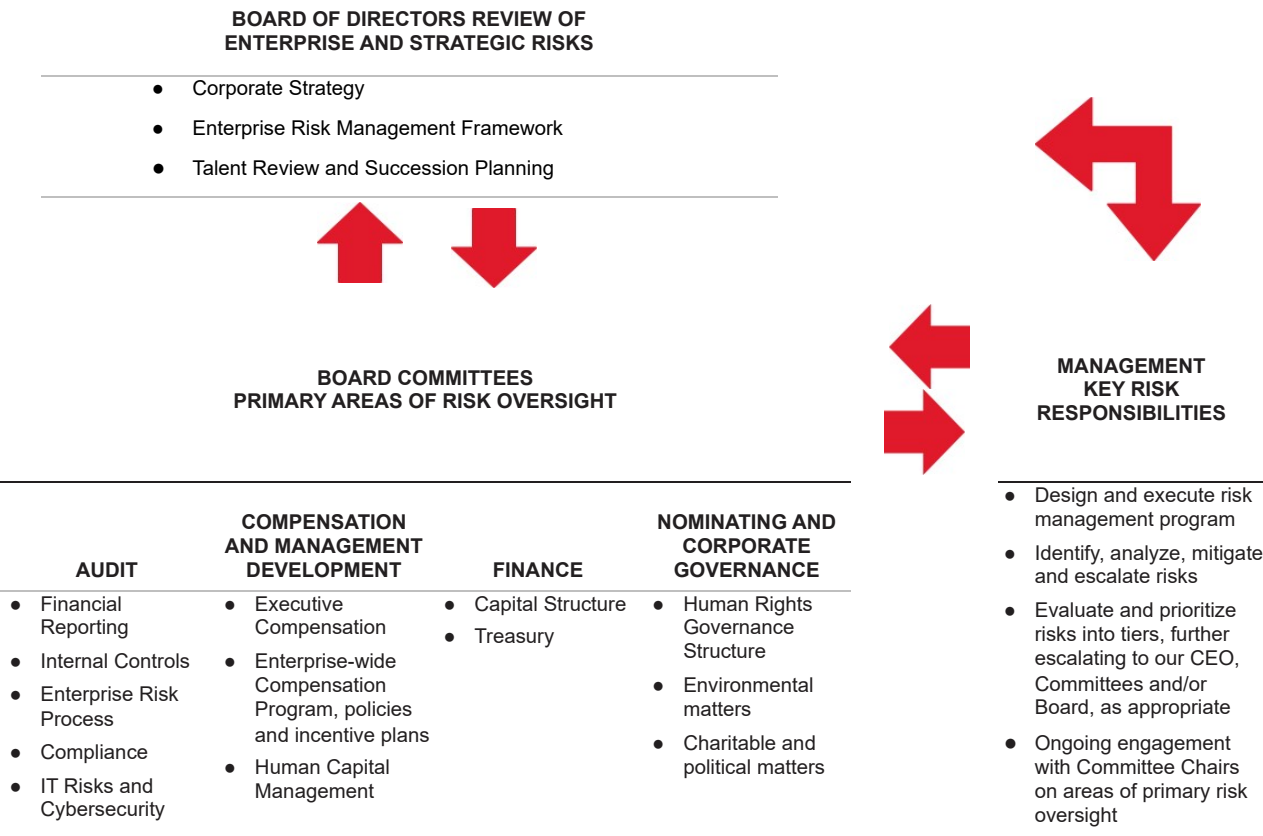 BOARD OF DIRECTORS REVIEW OF
ENTERPRISE AND STRATEGIC RISKS
● Corporate Strategy
● Enterprise Risk Management Framework
● Talent Review and Succession Planning
BOARD COMMITTEES
PRIMARY AREAS OF RISK OVERSIGHT
AUDIT
● Financial
Reporting
● Internal Controls
● Enterprise Risk
Process
● Compliance
● IT Risks and
Cybersecurity
COMPENSATION
AND MANAGEMENT
DEVELOPMENT
● Executive
Compensation
● Enterprise-wide
Compensation
Program, policies
and incentive plans
● Human Capital
Management
FINANCE
● Capital Structure
● Treasury
NOMINATING AND
CORPORATE
GOVERNANCE
● Human Rights
Governance
Structure
● Environmental
matters
● Charitable and
political matters
MANAGEMENT
KEY RISK
RESPONSIBILITIES
● Design and execute risk
management program
● Identify, analyze, mitigate
and escalate risks
● Evaluate and prioritize
risks into tiers, further
escalating to our CEO,
Committees and/or
Board, as appropriate
● Ongoing engagement
with Committee Chairs
on areas of primary risk
oversight